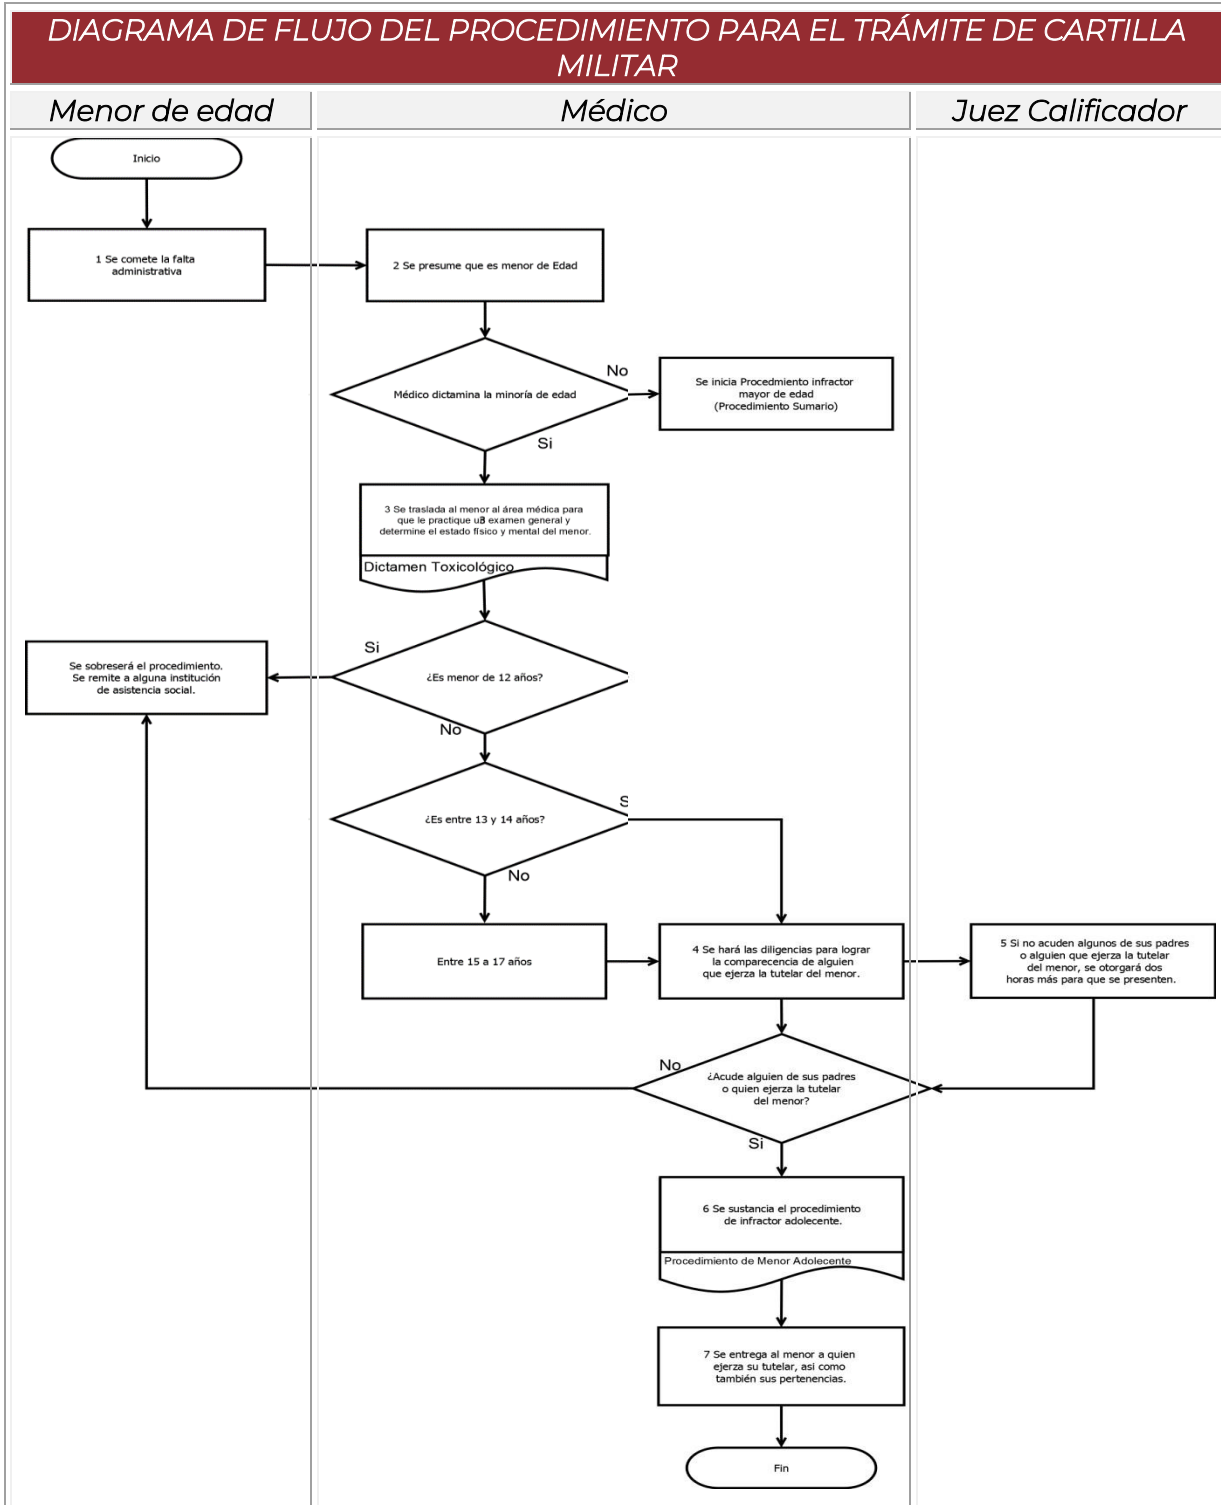 DIAGRAMA DE FLUJO DEL PROCEDIMIENTO PARA EL TRÁMITE DE CARTILLA
MILITAR
Menor de edad
Médico
Juez Calificador
Inicio
1 Se comete la falta
administrativa
2 Se presume que es menor de Edad
Médico dictamina la minoría de edad
No
Se inicia Procedmiento infractor
mayor de edad
(Procedimiento Sumario)
Si
3 Se traslada al menor al área médica para
que le practique un examen general y
determine el estado físico y mental del menor.
Dictamen Toxicológico
Si
¿Es menor de 12 años?
Se sobreserá el procedimiento.
Se remite a alguna institución
de asistencia social.
No
¿Es entre 13 y 14 años?
S
No
Entre 15 a 17 años
4 Se hará las diligencias para lograr
la comparecencia de alguien
que ejerza la tutelar del menor.
5 Si no acuden algunos de sus padres
o alguien que ejerza la tutelar
del menor, se otorgará dos
horas más para que se presenten.
No
¿Acude alguien de sus padres
o quien ejerza la tutelar
del menor?
Si
6 Se sustancia el procedimiento
de infractor adolecente.
Procedimiento de Menor Adolecente
7 Se entrega al menor a quien
ejerza su tutelar, asi como
también sus pertenencias.
Fin